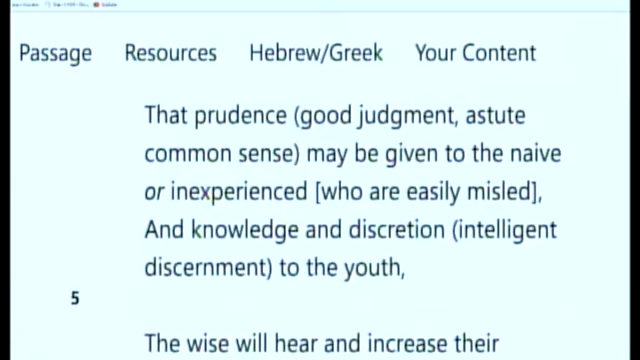 Passage Resources Hebrew/Greek Your Content
That prudence (good judgment, astute
common sense) may be given to the naive
or inexperienced [who are easily misled],
And knowledge and discretion (intelligent
discernment) to the youth,
5
The wise will hear and increase their